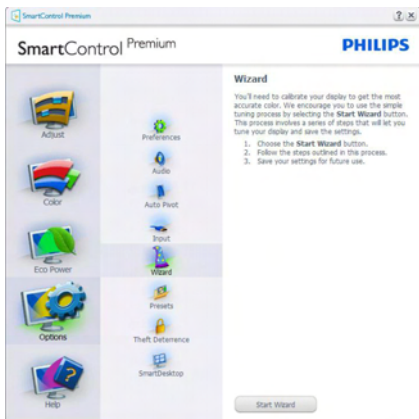 SmartControl Premium
SmartControl Premium
PHILIPS
Adjust
Color
Eco Power
Options
Help
Preferences
Audio
Auto Pivot
Input
Wizard
Presets
Theft Deterrence
SmartDesktop
Wizard
You'll need to calibrate your display to get the most
accurate color. We encourage you to use the simple
tuning process by selecting the Start Wizard button.
This process involves a series of steps that will let you
tune your display and save the settings.
1. Choose the Start Wizard button.
2. Follow the steps outlined in this process.
3. Save your settings for future use.
Start Wizard